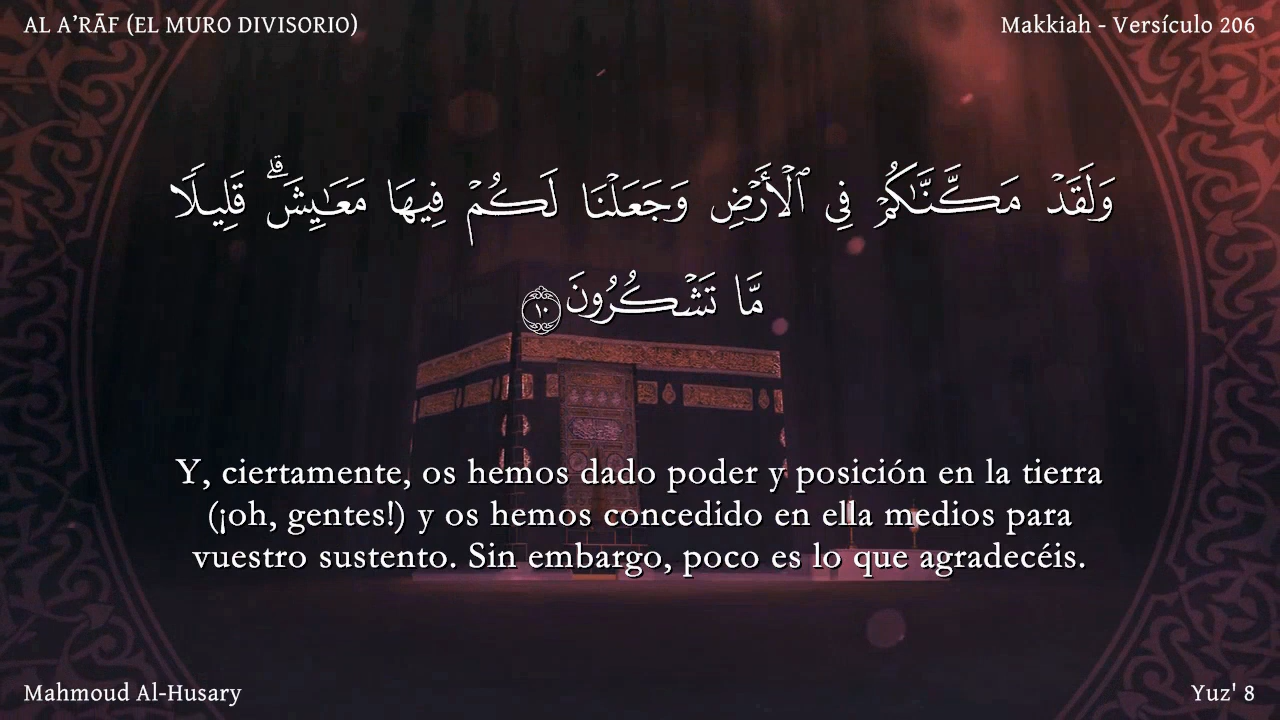 AL A’RĀF (EL MURO DIVISORIO)
Makkiah - Versículo 206
وَلَقَدْ مَكَّنَّـٰكُمْ فِى ٱلْأَرْضِ وَجَعَلْنَا لَكُمْ فِيهَا مَعَـٰيِشَ ۗ قَلِيلًا
مَّا تَشْكُرُونَ ١٠
Y, ciertamente, os hemos dado poder y posición en la tierra
(¡oh, gentes!) y os hemos concedido en ella medios para
vuestro sustento. Sin embargo, poco es lo que agradecéis.
Mahmoud Al-Husary
Yuz' 8